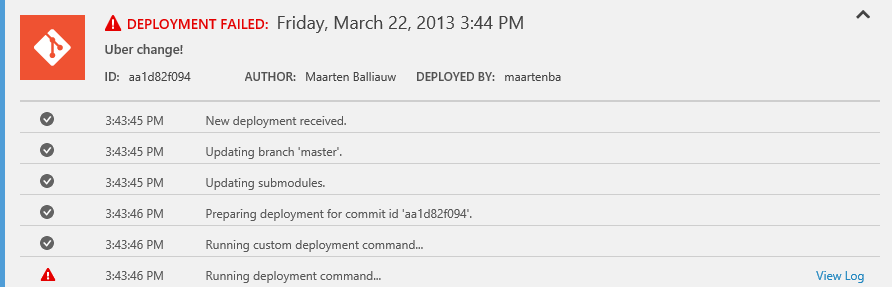 DEPLOYMENT FAILED: Friday, March 22, 2013 3:44 PM
Uber change!
ID: aa1d82f094 AUTHOR: Maarten Balliauw DEPLOYED BY: maartenba
3:43:45 PM New deployment received.
3:43:45 PM Updating branch 'master'.
3:43:45 PM Updating submodules.
3:43:46 PM Preparing deployment for commit id 'aa1d82f094'.
3:43:46 PM Running custom deployment command...
3:43:46 PM Running deployment command... View Log